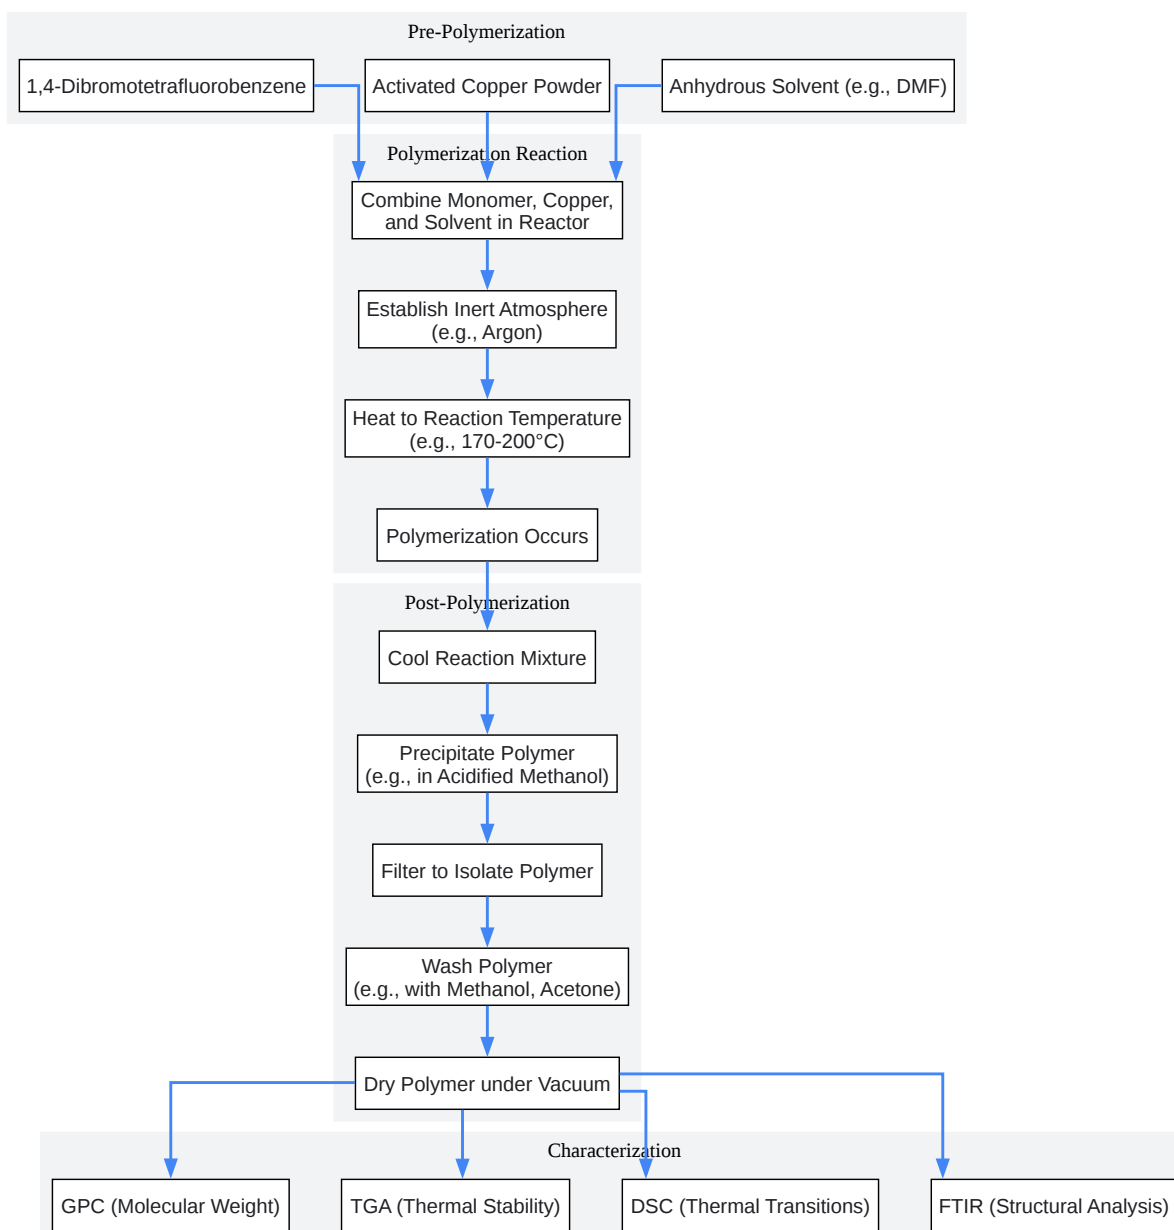 Pre-Polymerization
1,4-Dibromotetrafluorobenzene
Activated Copper Powder
Anhydrous Solvent (e.g., DMF)
Polymerization Reaction
Combine Monomer, Copper,
and Solvent in Reactor
Establish Inert Atmosphere
(e.g., Argon)
Heat to Reaction Temperature
(e.g., 170-200°C)
Polymerization Occurs
Post-Polymerization
Cool Reaction Mixture
Precipitate Polymer
(e.g., in Acidified Methanol)
Filter to Isolate Polymer
Wash Polymer
(e.g., with Methanol, Acetone)
Dry Polymer under Vacuum
Characterization
GPC (Molecular Weight)
TGA (Thermal Stability)
DSC (Thermal Transitions)
FTIR (Structural Analysis)